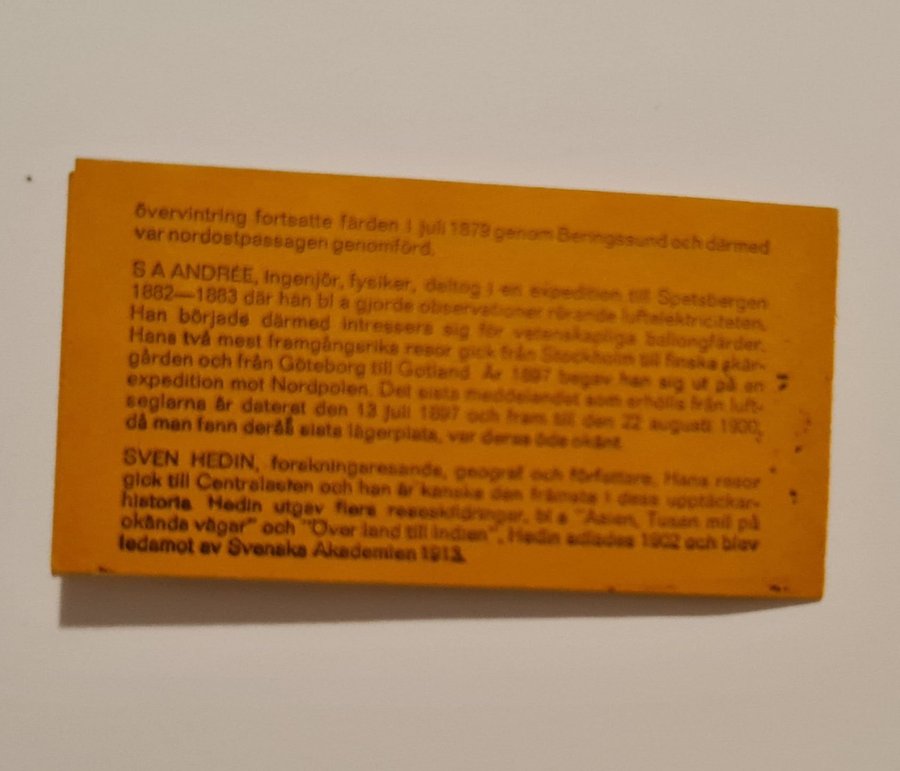 övervintring fortsatte färden i juli 1879 genom Beringssund och därmed
var nordostpassagen genomförd.
S A ANDRÉE, ingenjör, fysiker, deltog i en expedition till Spetsbergen
1882—1883 där han bl a gjorde observationer rörande luftelektriciteten.
Han började därmed intressera sig för vetenskapliga ballongfärder.
Hans två mest framgångsrika resor gick från Stockholm till finska skär-
gården och från Göteborg till Gotland. År 1897 begav han sig ut på en
expedition mot Nordpolen. Det sista meddelandet som erhölls från luft-
seglarna är daterat den 13 juli 1897 och fram till den 22 augusti 1930,
då man fann deras sista lägerplats, var deras öde okänt.
SVEN HEDIN, forskningsresande, geograf och författare. Hans resor
gick till Centralasien och han är kanske den främste i dess upptäckar-
historia. Hedin utgav flera reseskildringar, bl a "Asien, Tusen mil på
okända vägar" och "Över land till Indien". Hedin adlades 1902 och blev
ledamot av Svenska Akademien 1913.